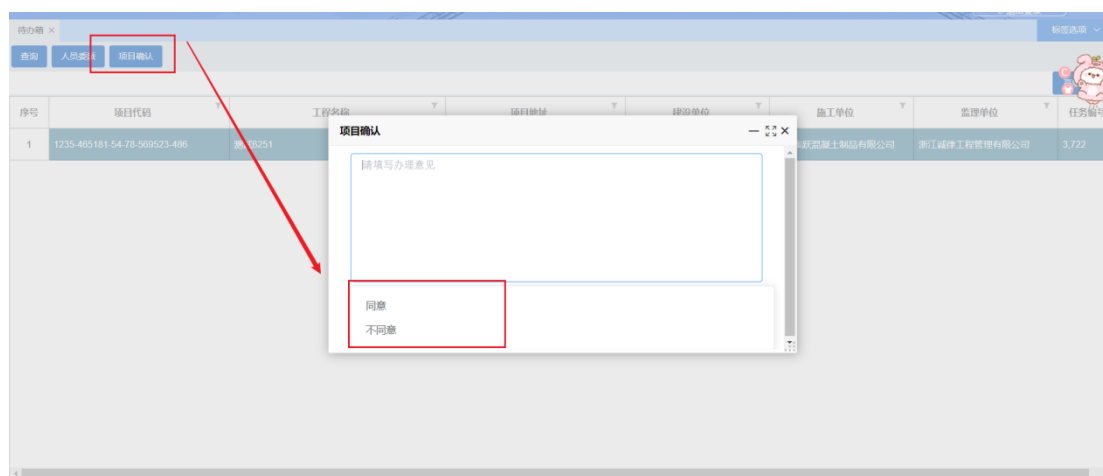 待办箱 ×
标签选项
查询 人员委派 项目确认
序号 项目代码 工程名称 项目地址 建设单位 施工单位 监理单位 任务编号
1 1235-465181-54-78-569523-486 混凝土制品有限公司 浙江诚律工程管理有限公司 3,722
项目确认
请填写办理意见
同意
不同意